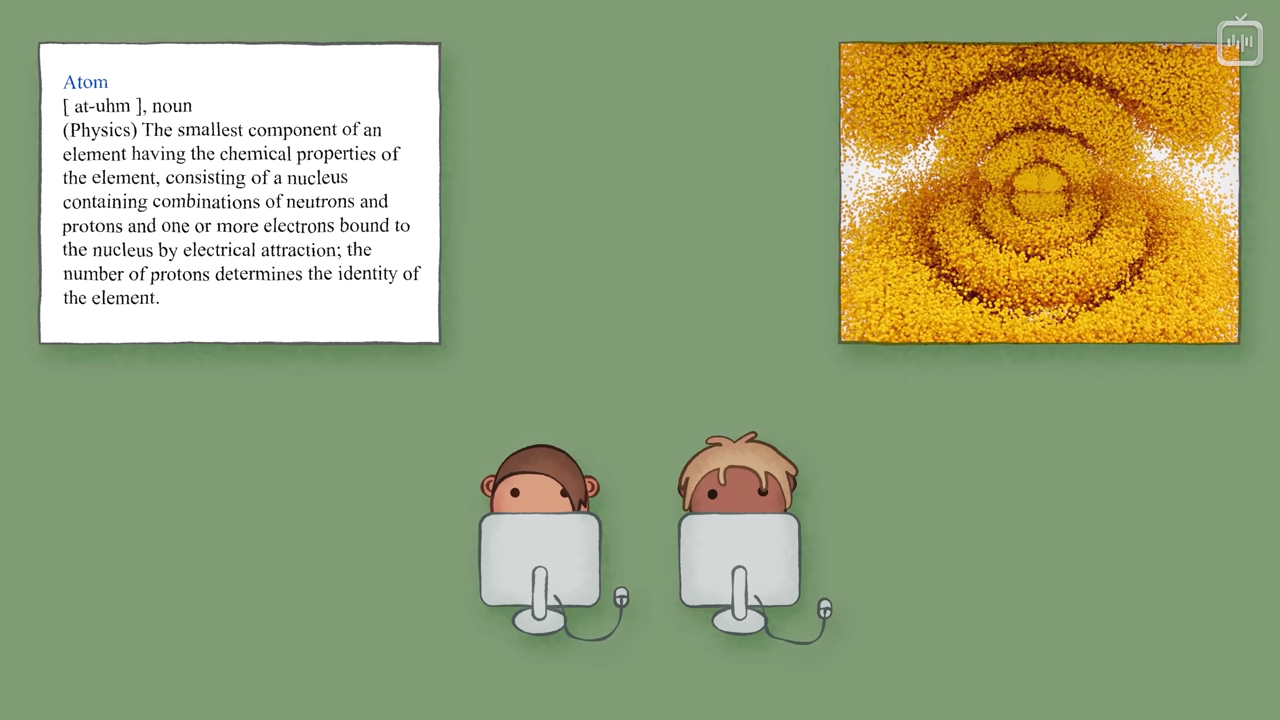 Atom
[ at-uhm ], noun
(Physics) The smallest component of an
element having the chemical properties of
the element, consisting of a nucleus
containing combinations of neutrons and
protons and one or more electrons bound to
the nucleus by electrical attraction; the
number of protons determines the identity of
the element.